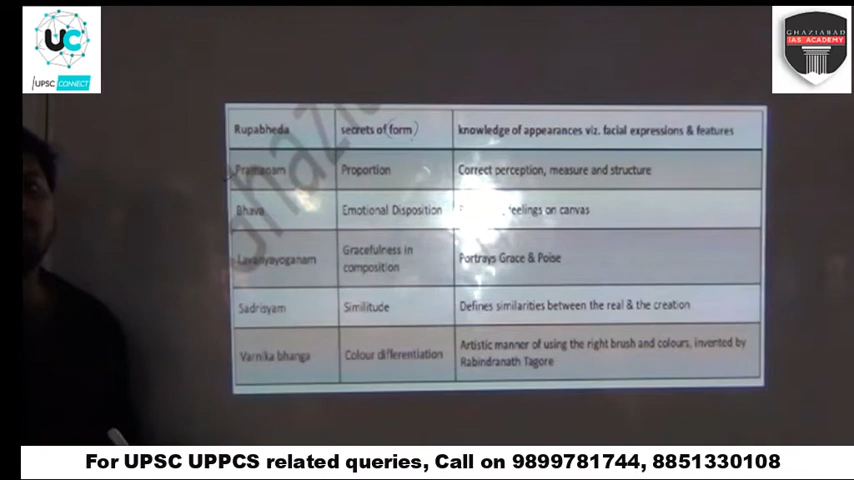 UC
UPSC CONNECT
GHAZIABAD
IAS ACADEMY
Rupabheda secrets of (form) knowledge of appearances viz. facial expressions & features
Pramanam Proportion Correct perception, measure and structure
Bhava Emotional Disposition feelings on canvas
Lavanyayoganam Gracefulness in
composition Portrays Grace & Poise
Sadrisyam Similitude Defines similarities between the real & the creation
Varnika bhanga Colour differentiation Artistic manner of using the right brush and colours, invented by
Rabindranath Tagore
For UPSC UPPCS related queries, Call on 9899781744, 8851330108